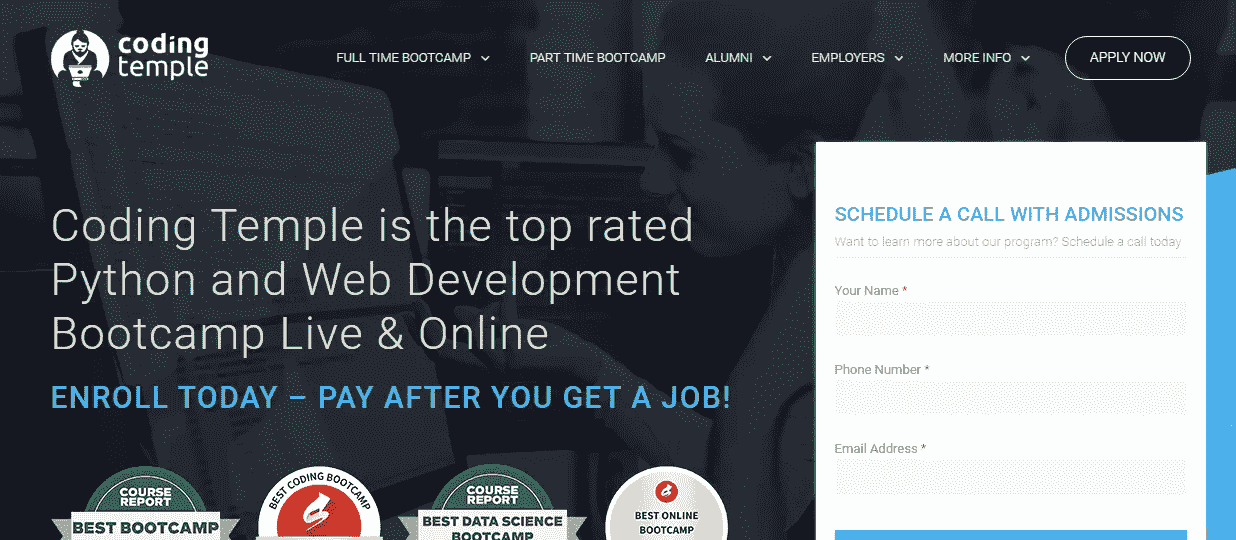 coding
temple
FULL TIME BOOTCAMP
PART TIME BOOTCAMP
ALUMNI
EMPLOYERS
MORE INFO
APPLY NOW
Coding Temple is the top rated
Python and Web Development
Bootcamp Live & Online
ENROLL TODAY – PAY AFTER YOU GET A JOB!
COURSE
REPORT
BEST BOOTCAMP
BEST CODING BOOTCAMP
COURSE
REPORT
BEST DATA SCIENCE
BOOTCAMP
BEST ONLINE
BOOTCAMP
SCHEDULE A CALL WITH ADMISSIONS
Want to learn more about our program? Schedule a call today
Your Name *
Phone Number *
Email Address *